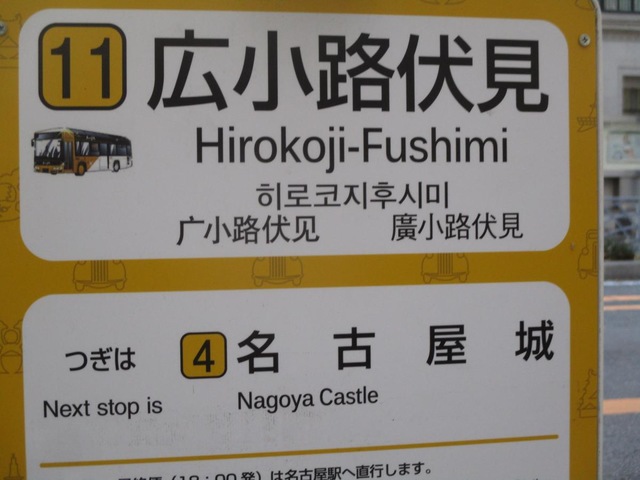 11 広小路伏見
Hirokoji-Fushimi
히로코지후시미
广小路伏见 廣小路伏見
つぎは 4 名古屋城
Next stop is Nagoya Castle
発)は名古屋駅へ直行します。